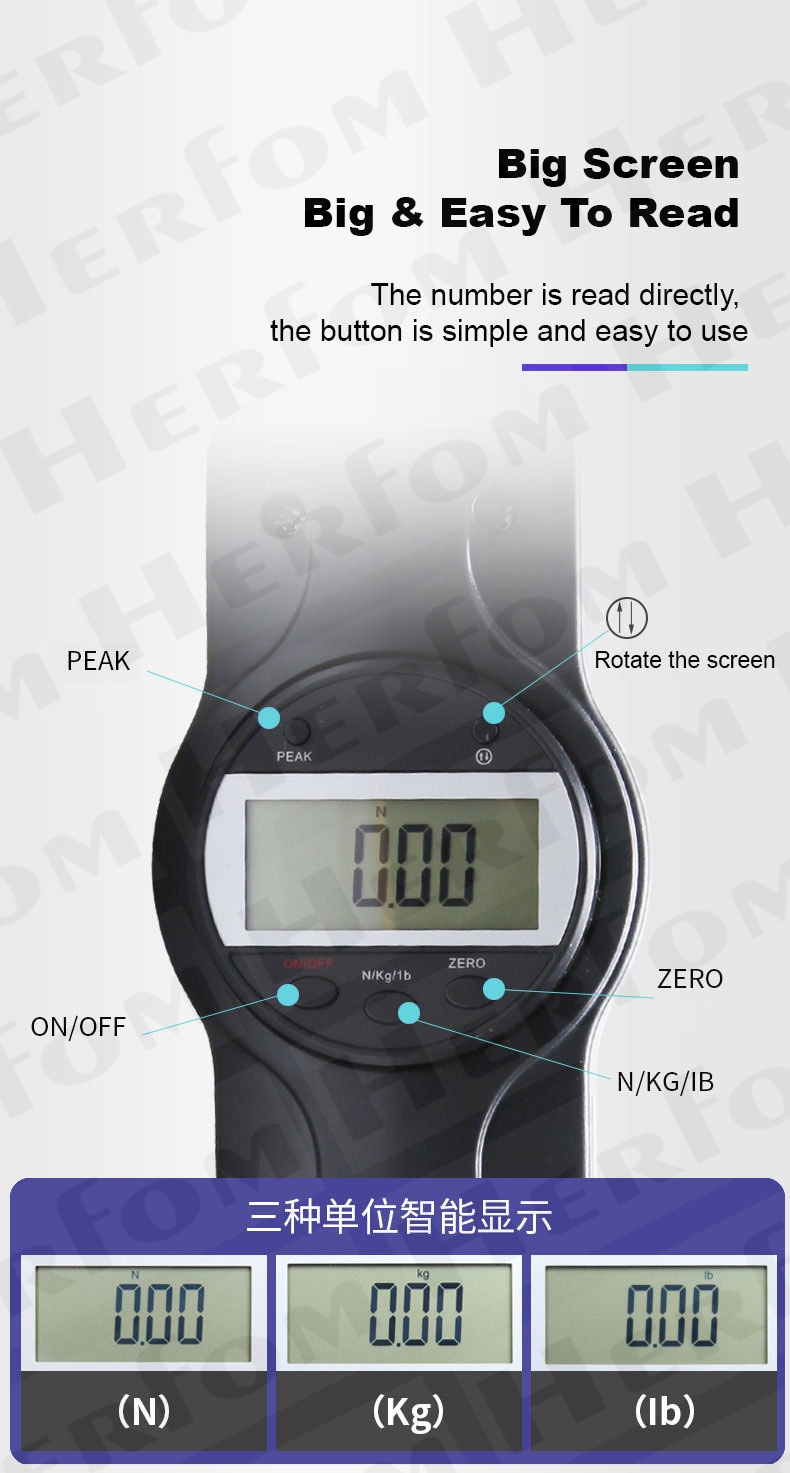 Big Screen
Big & Easy To Read
The number is read directly,
the button is simple and easy to use
Rotate the screen
PEAK
PEAK
N
0.00
ON/OFF
N/Kg/1b
ZERO
ZERO
ON/OFF
N/KG/IB
三种单位智能显示
N
0.00
kg
0.00
lb
0.00
（N）
（Kg）
（lb）
HERFOM